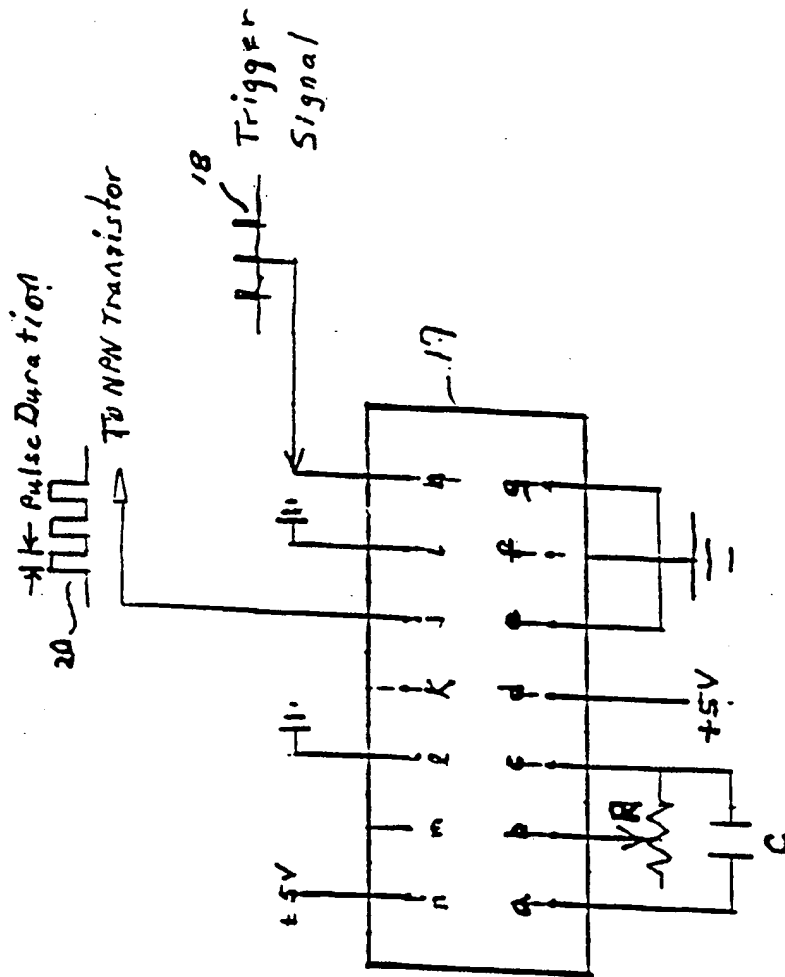 Pulse Duration
20
To NPN Transistor
18
Trigger
Signal
17
+5V
n
m
l
K
j
i
h
a
b
c
d
e
f
g
R
C
+5V